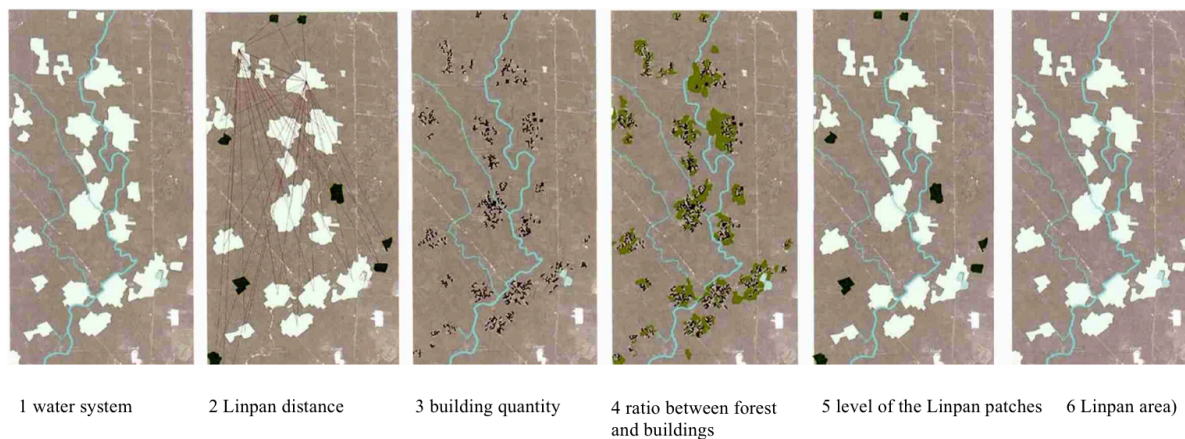 1 water system
2 Linpan distance
3 building quantity
4 ratio between forest
and buildings
5 level of the Linpan patches
6 Linpan area)